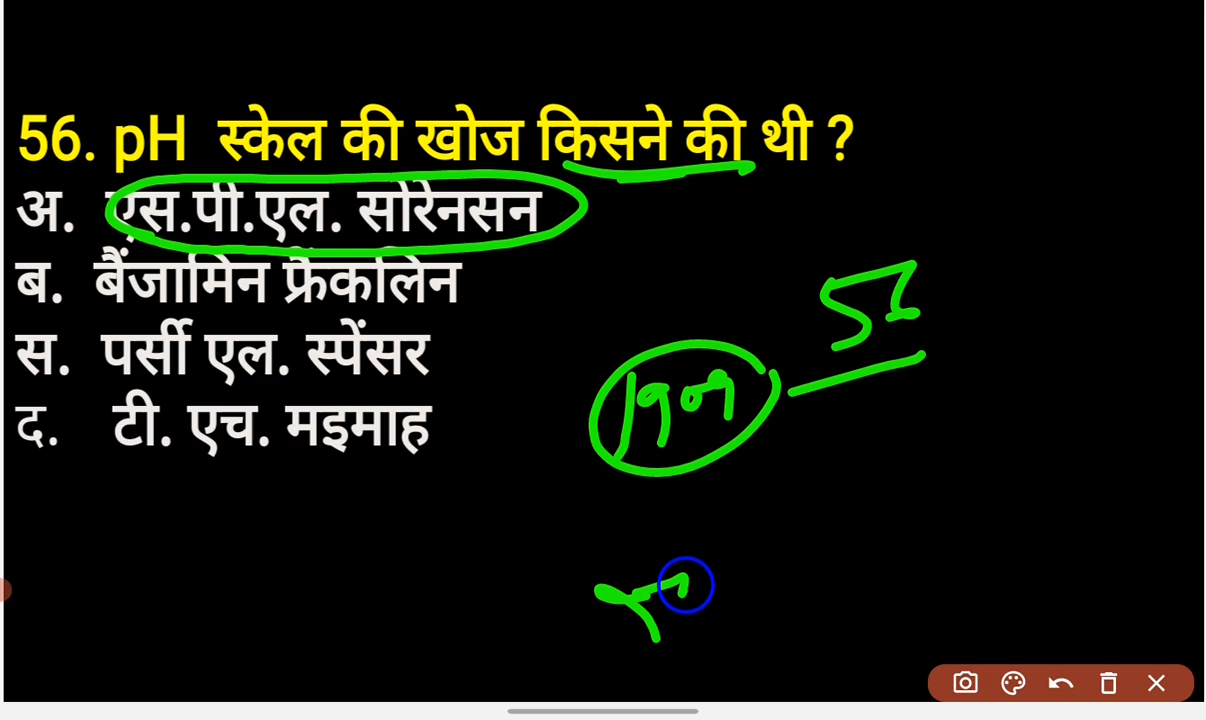 56. pH स्केल की खोज किसने की थी ?
अ. एस.पी.एल. सोरेनसन
ब. बैंजामिन फ्रैंकलिन
स. पर्सी एल. स्पेंसर
द. टी. एच. मइमाह
1909